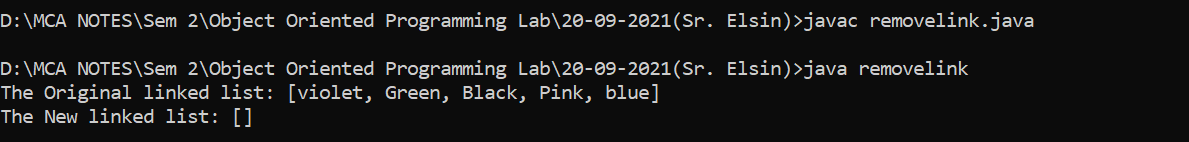 D:\MCA NOTES\Sem 2\Object Oriented Programming Lab\20-09-2021(Sr. Elsin)>javac removelink.java
D:\MCA NOTES\Sem 2\Object Oriented Programming Lab\20-09-2021(Sr. Elsin)>java removelink
The Original linked list: [violet, Green, Black, Pink, blue]
The New linked list: []